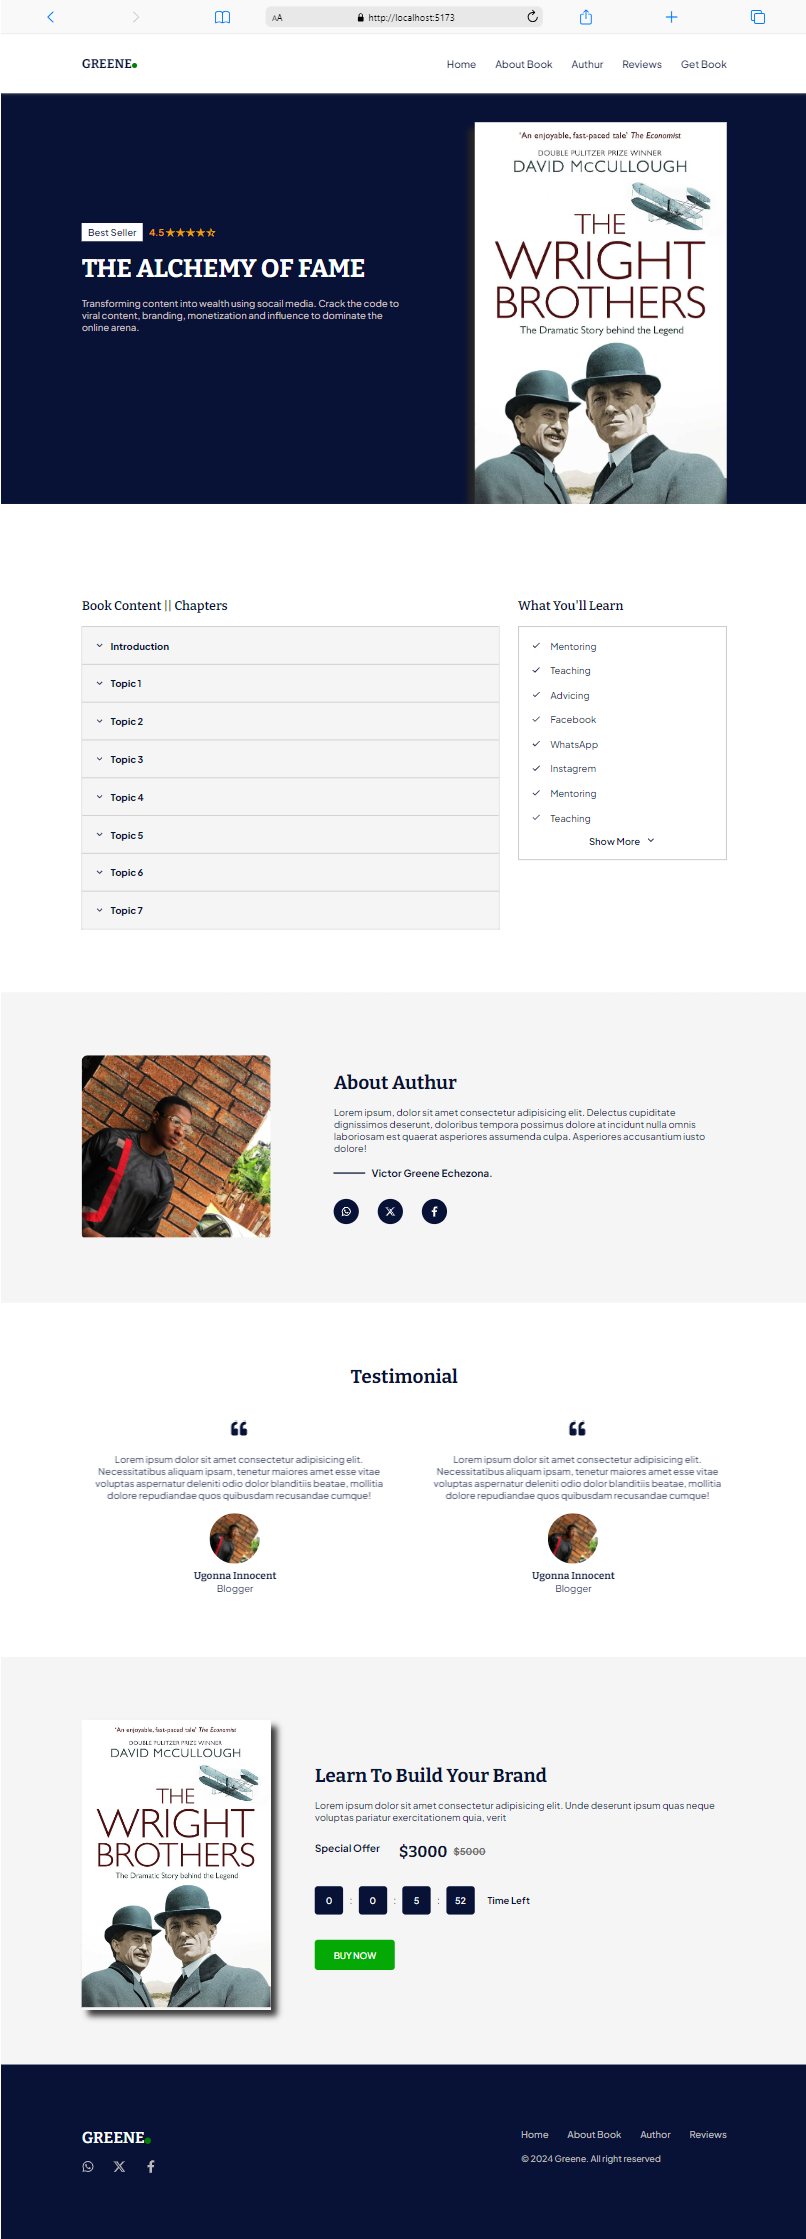 AA
http://localhost:5173
GREENE.
Home About Book Authur Reviews Get Book
'An enjoyable, fast-paced tale' The Economist
DOUBLE PULITZER PRIZE WINNER
DAVID McCULLOUGH
THE
WRIGHT
BROTHERS
The Dramatic Story behind the Legend
Best Seller 4.5
THE ALCHEMY OF FAME
Transforming content into wealth using socail media. Crack the code to
viral content, branding, monetization and influence to dominate the
online arena.
Book Content || Chapters
Introduction
Topic 1
Topic 2
Topic 3
Topic 4
Topic 5
Topic 6
Topic 7
What You'll Learn
Mentoring
Teaching
Advicing
Facebook
WhatsApp
Instagrem
Mentoring
Teaching
Show More
About Authur
Lorem ipsum, dolor sit amet consectetur adipisicing elit. Delectus cupiditate
dignissimos deserunt, doloribus tempora possimus dolore at incidunt nulla omnis
laboriosam est quaerat asperiores assumenda culpa. Asperiores accusantium iusto
dolore!
Victor Greene Echezona.
Testimonial
Lorem ipsum dolor sit amet consectetur adipisicing elit.
Necessitatibus aliquam ipsam, tenetur maiores amet esse vitae
voluptas aspernatur deleniti odio dolor blanditiis beatae, mollitia
dolore repudiandae quos quibusdam recusandae cumque!
Ugonna Innocent
Blogger
Lorem ipsum dolor sit amet consectetur adipisicing elit.
Necessitatibus aliquam ipsam, tenetur maiores amet esse vitae
voluptas aspernatur deleniti odio dolor blanditiis beatae, mollitia
dolore repudiandae quos quibusdam recusandae cumque!
Ugonna Innocent
Blogger
'An enjoyable, fast-paced tale' The Economist
DOUBLE PULITZER PRIZE WINNER
DAVID McCULLOUGH
THE
WRIGHT
BROTHERS
The Dramatic Story behind the Legend
Learn To Build Your Brand
Lorem ipsum dolor sit amet consectetur adipisicing elit. Unde deserunt ipsum quas neque
voluptas pariatur exercitationem quia, verit
Special Offer $3000 $5000
0 : 0 : 5 : 52 Time Left
BUY NOW
GREENE.
Home About Book Author Reviews
© 2024 Greene. All right reserved